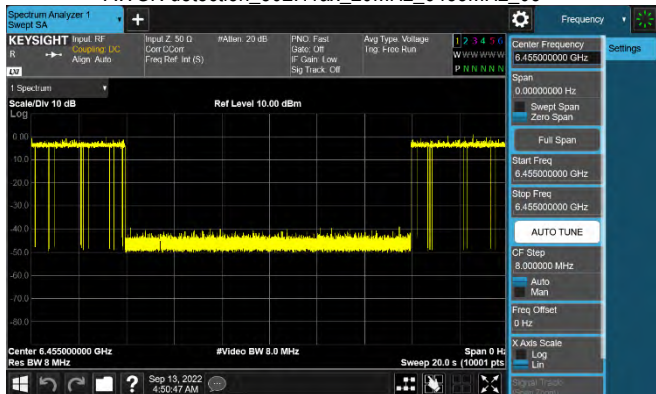 Spectrum Analyzer 1
Swept SA
Frequency
KEYSIGHT
R
LXI
Input: RF
Coupling: DC
Align: Auto
Input Z: 50 Ω
Corr CCorr
Freq Ref: Int (S)
#Atten: 20 dB
PNO: Fast
Gate: Off
IF Gain: Low
Sig Track: Off
Avg Type: Voltage
Trig: Free Run
1 2 3 4 5 6
W W W W W W
P N N N N N
1 Spectrum
Scale/Div 10 dB
Ref Level 10.00 dBm
Log
0.00
-10.0
-20.0
-30.0
-40.0
-50.0
-60.0
-70.0
-80.0
Center 6.455000000 GHz
#Video BW 8.0 MHz
Span 0 Hz
Res BW 8 MHz
Sweep 20.0 s (10001 pts
Sep 13, 2022
4:50:47 AM
?
Center Frequency
6.455000000 GHz
Settings
Span
0.00000000 Hz
Swept Span
Zero Span
Full Span
Start Freq
6.455000000 GHz
Stop Freq
6.455000000 GHz
AUTO TUNE
CF Step
8.000000 MHz
Auto
Man
Freq Offset
0 Hz
X Axis Scale
Log
Lin
Signal Track
(Span Zoom)